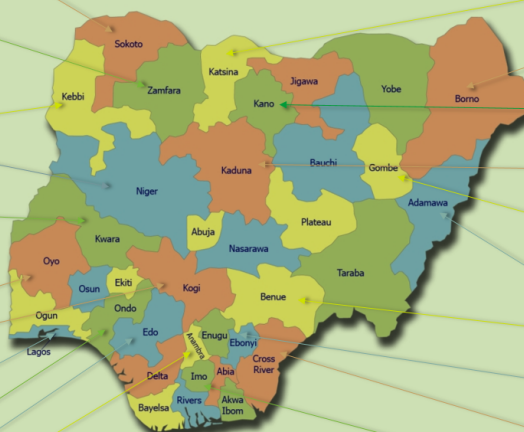 Sokoto
Katsina
Jigawa
Yobe
Borno
Kebbi
Zamfara
Kano
Kaduna
Bauchi
Gombe
Adamawa
Niger
Abuja
Plateau
Kwara
Nasarawa
Taraba
Oyo
Osun
Ekiti
Kogi
Benue
Ogun
Ondo
Edo
Enugu
Ebonyi
Anambra
Lagos
Cross
River
Delta
Imo
Abia
Bayelsa
Rivers
Akwa
Ibom